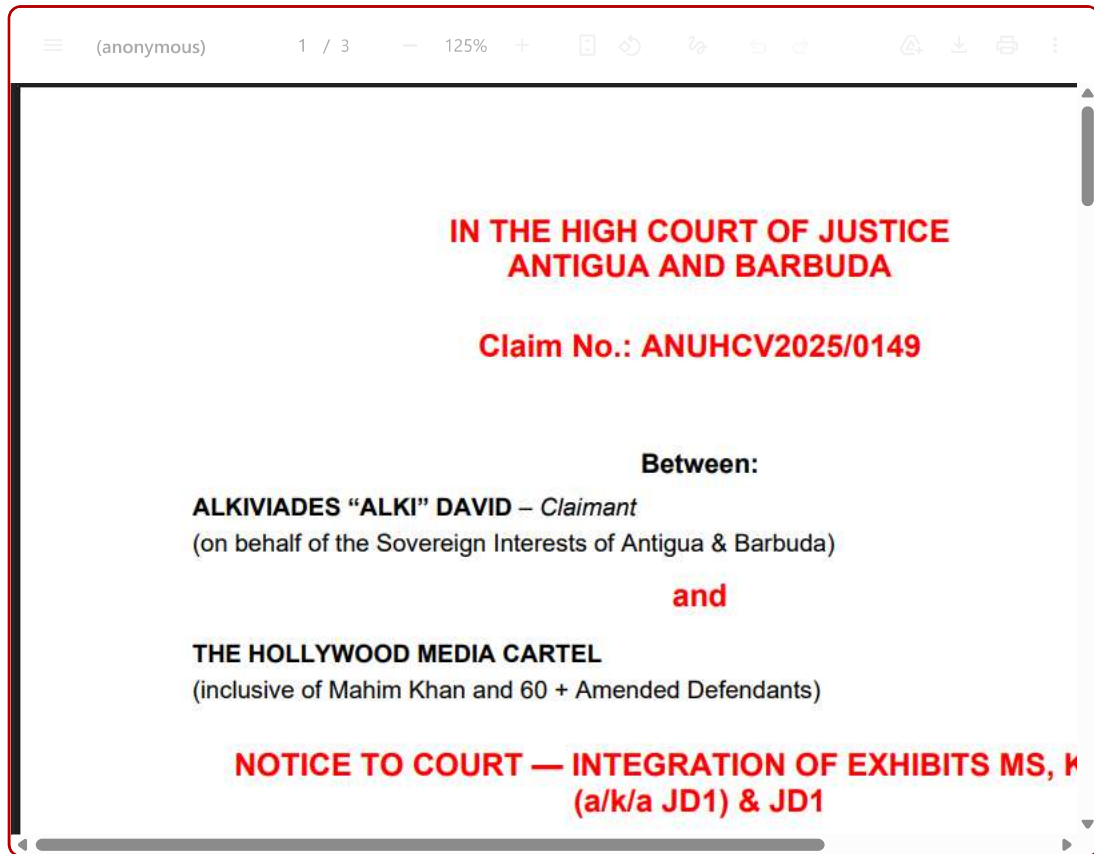 (anonymous) 1 / 3 125%
IN THE HIGH COURT OF JUSTICE
ANTIGUA AND BARBUDA
Claim No.: ANUHCV2025/0149
Between:
ALKIVIADES “ALKI” DAVID – Claimant
(on behalf of the Sovereign Interests of Antigua & Barbuda)
and
THE HOLLYWOOD MEDIA CARTEL
(inclusive of Mahim Khan and 60 + Amended Defendants)
NOTICE TO COURT — INTEGRATION OF EXHIBITS MS,
(a/k/a JD1) & JD1